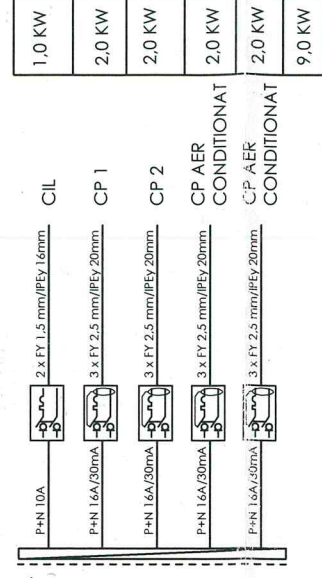 P+N 10A 2 x FY 1,5 mm/IPEy 16mm CIL 1,0 KW
P+N 16A/30mA 3 x FY 2,5 mm/IPEy 20mm CP 1 2,0 KW
P+N 16A/30mA 3 x FY 2,5 mm/IPEy 20mm CP 2 2,0 KW
P+N 16A/30mA 3 x FY 2,5 mm/IPEy 20mm CP AER CONDITIONAT 2,0 KW
P+N 16A/30mA 3 x FY 2,5 mm/IPEy 20mm CP AER CONDITIONAT 2,0 KW
9,0 KW